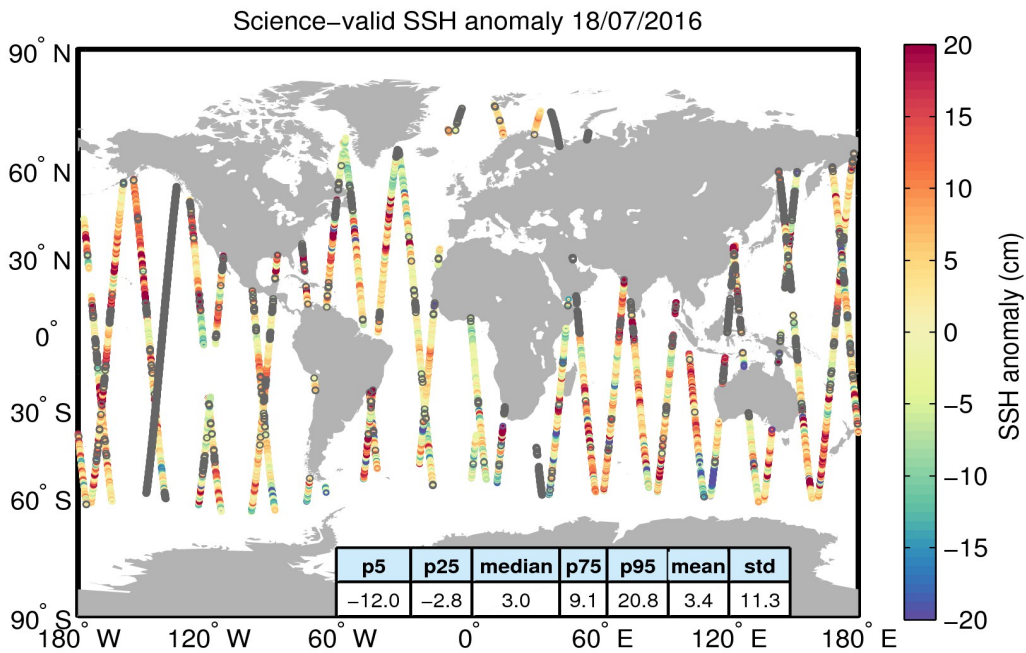 Science−valid SSH anomaly 18/07/2016
90° N
60° N
30° N
0°
30° S
60° S
90° S
180° W
120° W
60° W
0°
60° E
120° E
180° E
p5 p25 median p75 p95 mean std
−12.0 −2.8 3.0 9.1 20.8 3.4 11.3
20
15
10
5
0
−5
−10
−15
−20
SSH anomaly (cm)